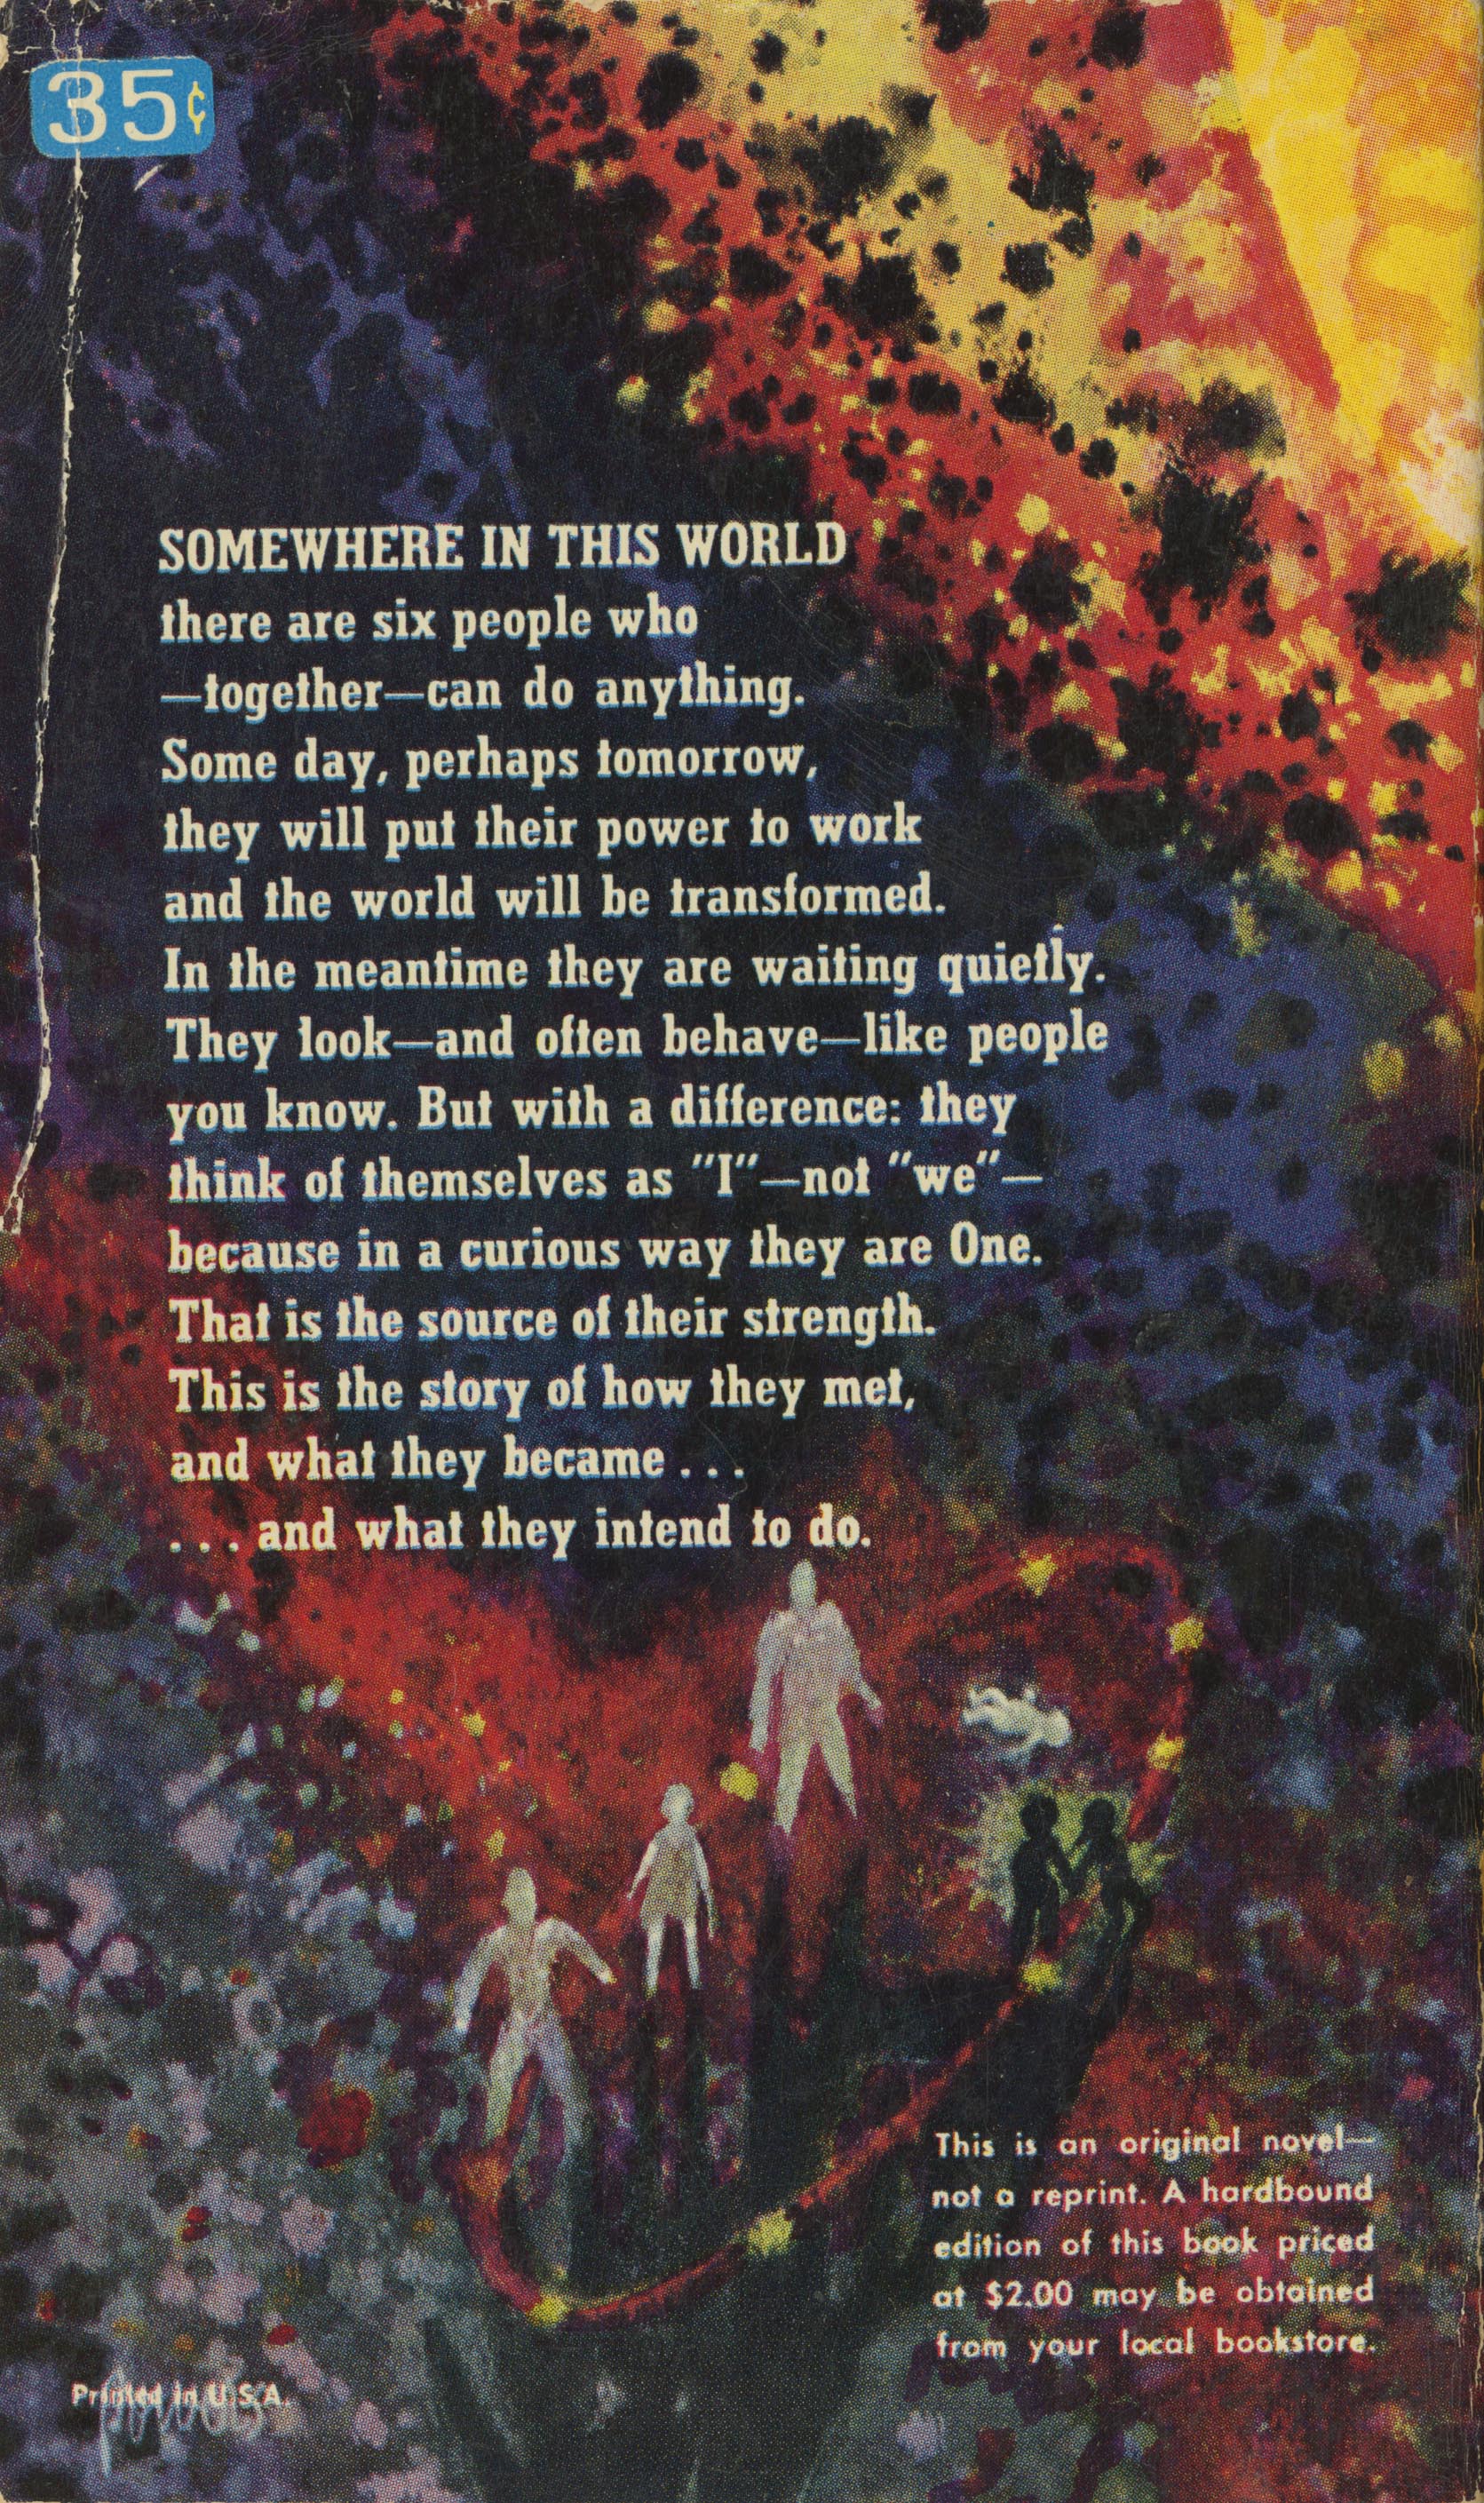 35¢
SOMEWHERE IN THIS WORLD
there are six people who
—together—can do anything.
Some day, perhaps tomorrow,
they will put their power to work
and the world will be transformed.
In the meantime they are waiting quietly.
They look—and often behave—like people
you know. But with a difference: they
think of themselves as "I"—not "we"—
because in a curious way they are One.
That is the source of their strength.
This is the story of how they met,
and what they became . . .
. . . and what they intend to do.
This is an original novel—
not a reprint. A hardbound
edition of this book priced
at $2.00 may be obtained
from your local bookstore.
Printed in U.S.A.
powers